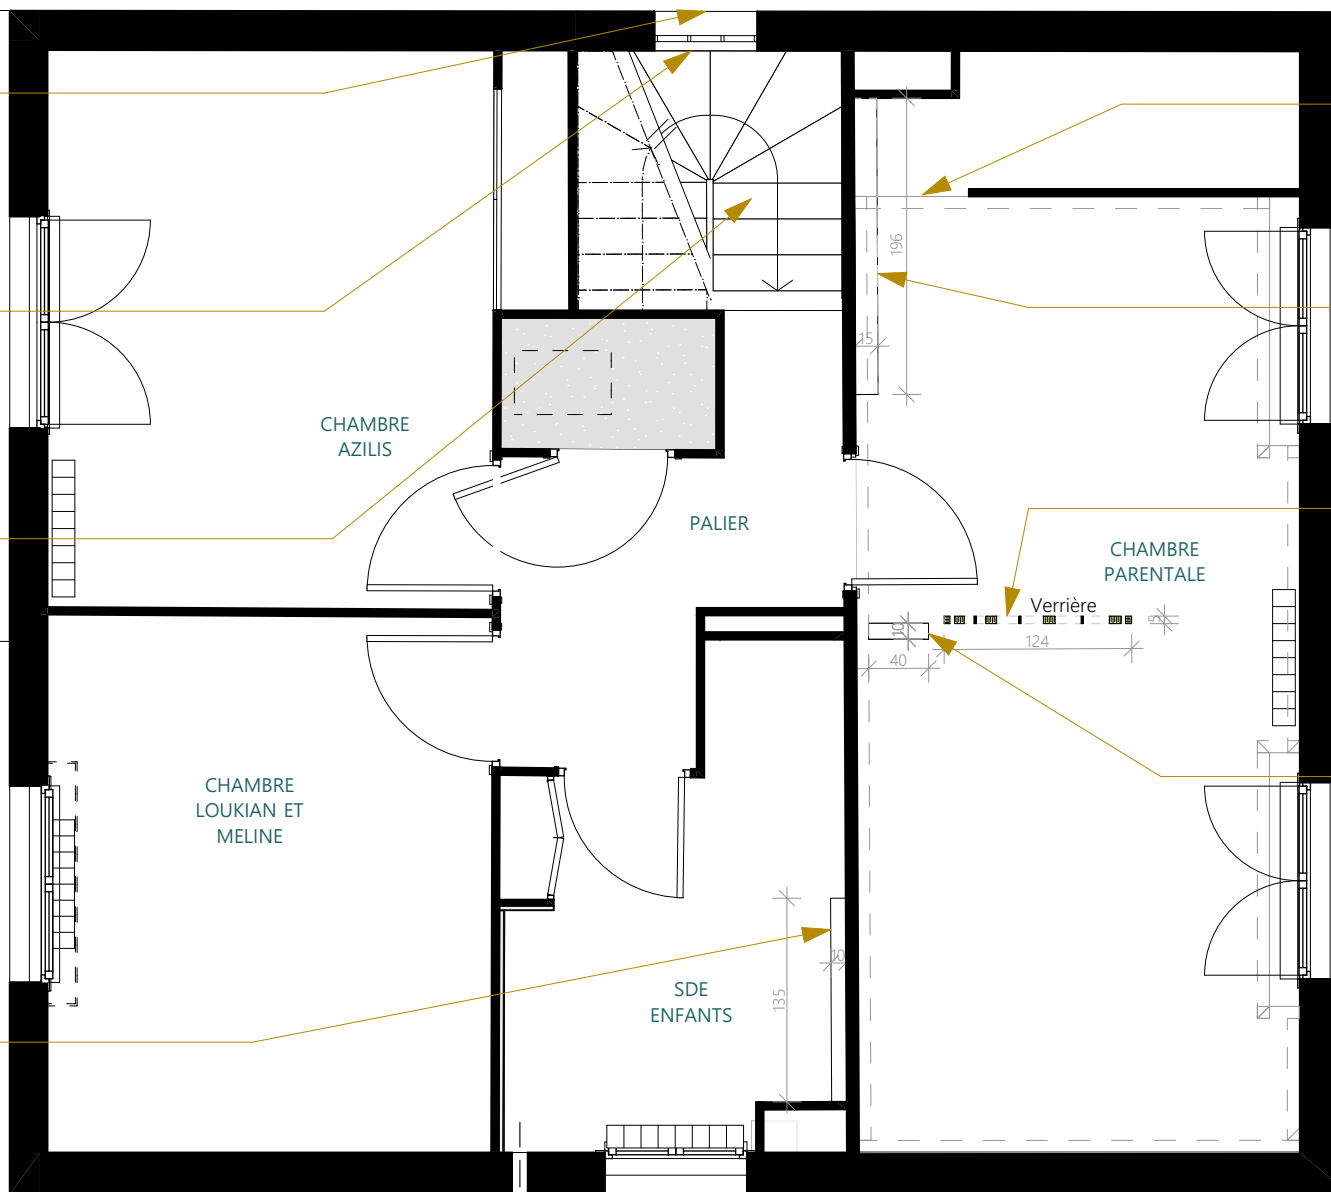 196
15
CHAMBRE
AZILIS
PALIER
CHAMBRE
PARENTALE
Verrière
10
5
124
40
CHAMBRE
LOUKIAN ET
MELINE
10
135
SDE
ENFANTS